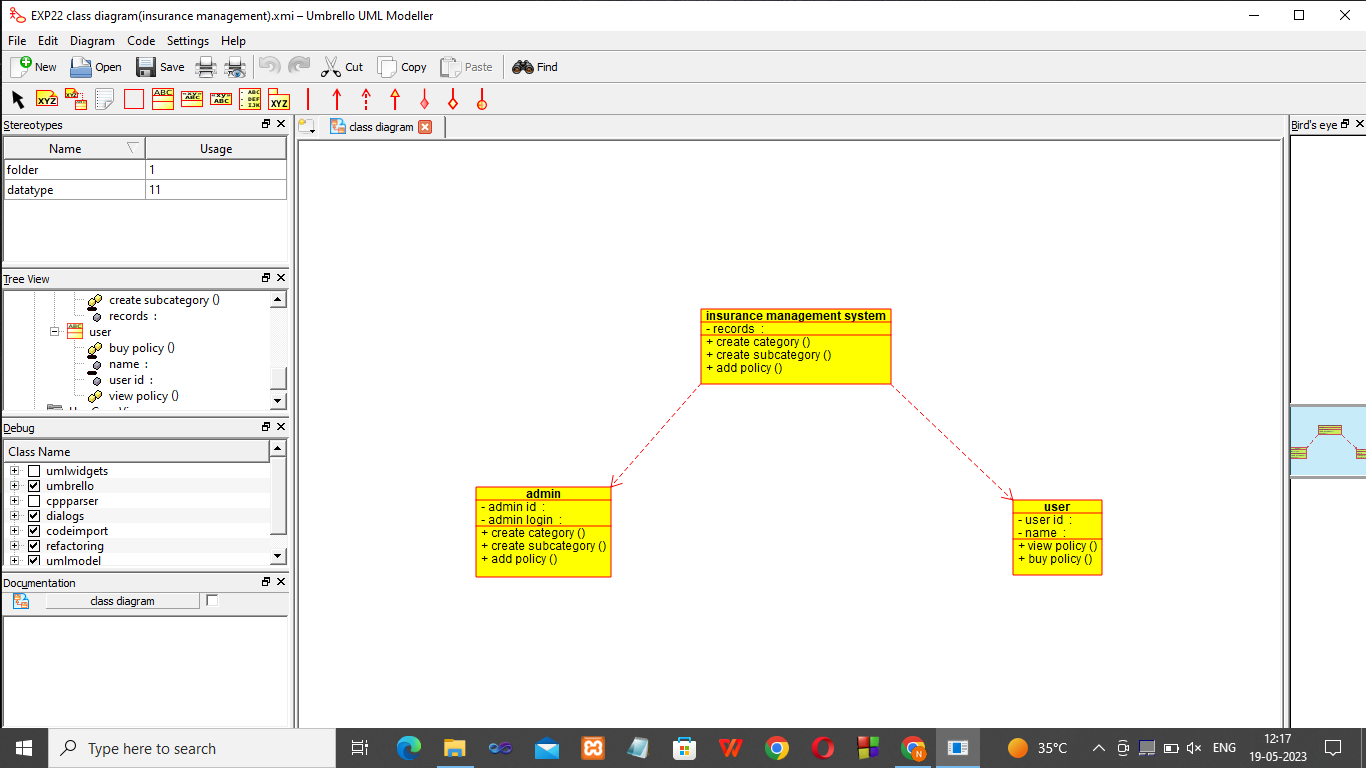 EXP22 class diagram(insurance management).xmi – Umbrello UML Modeller
File Edit Diagram Code Settings Help
New Open Save Cut Copy Paste Find
XYZ ABC ABC XYZ
Stereotypes
class diagram
Bird's eye
Name Usage
folder 1
datatype 11
Tree View
create subcategory ()
records :
user
buy policy ()
name :
user id :
view policy ()
Debug
Class Name
umlwidgets
umbrello
cppparser
dialogs
codeimport
refactoring
umlmodel
Documentation
class diagram
insurance management system
- records :
+ create category ()
+ create subcategory ()
+ add policy ()
admin
- admin id :
- admin login :
+ create category ()
+ create subcategory ()
+ add policy ()
user
- user id :
- name :
+ view policy ()
+ buy policy ()
Type here to search
35°C
ENG
12:17
19-05-2023